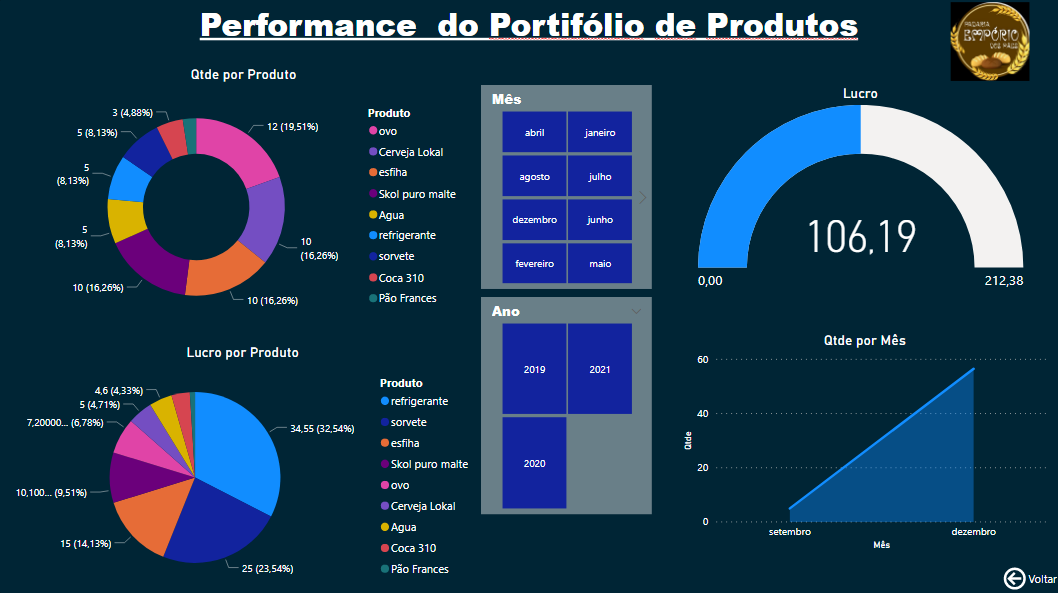 Performance do Portifólio de Produtos
PADARIA
EMPÓRIO
DOS PÃES
Qtde por Produto
3 (4,88%)
5 (8,13%)
5
(8,13%)
5
(8,13%)
10 (16,26%)
12 (19,51%)
10
(16,26%)
10 (16,26%)
Produto
ovo
Cerveja Lokal
esfiha
Skol puro malte
Agua
refrigerante
sorvete
Coca 310
Pão Frances
Mês
abril
janeiro
agosto
julho
dezembro
junho
fevereiro
maio
Lucro
106,19
0,00
212,38
Lucro por Produto
4,6 (4,33%)
5 (4,71%)
7,20000... (6,78%)
10,100... (9,51%)
15 (14,13%)
34,55 (32,54%)
25 (23,54%)
Produto
refrigerante
sorvete
esfiha
Skol puro malte
ovo
Cerveja Lokal
Agua
Coca 310
Pão Frances
Ano
2019
2021
2020
Qtde por Mês
60
40
20
0
Qtde
setembro
dezembro
Mês
Voltar